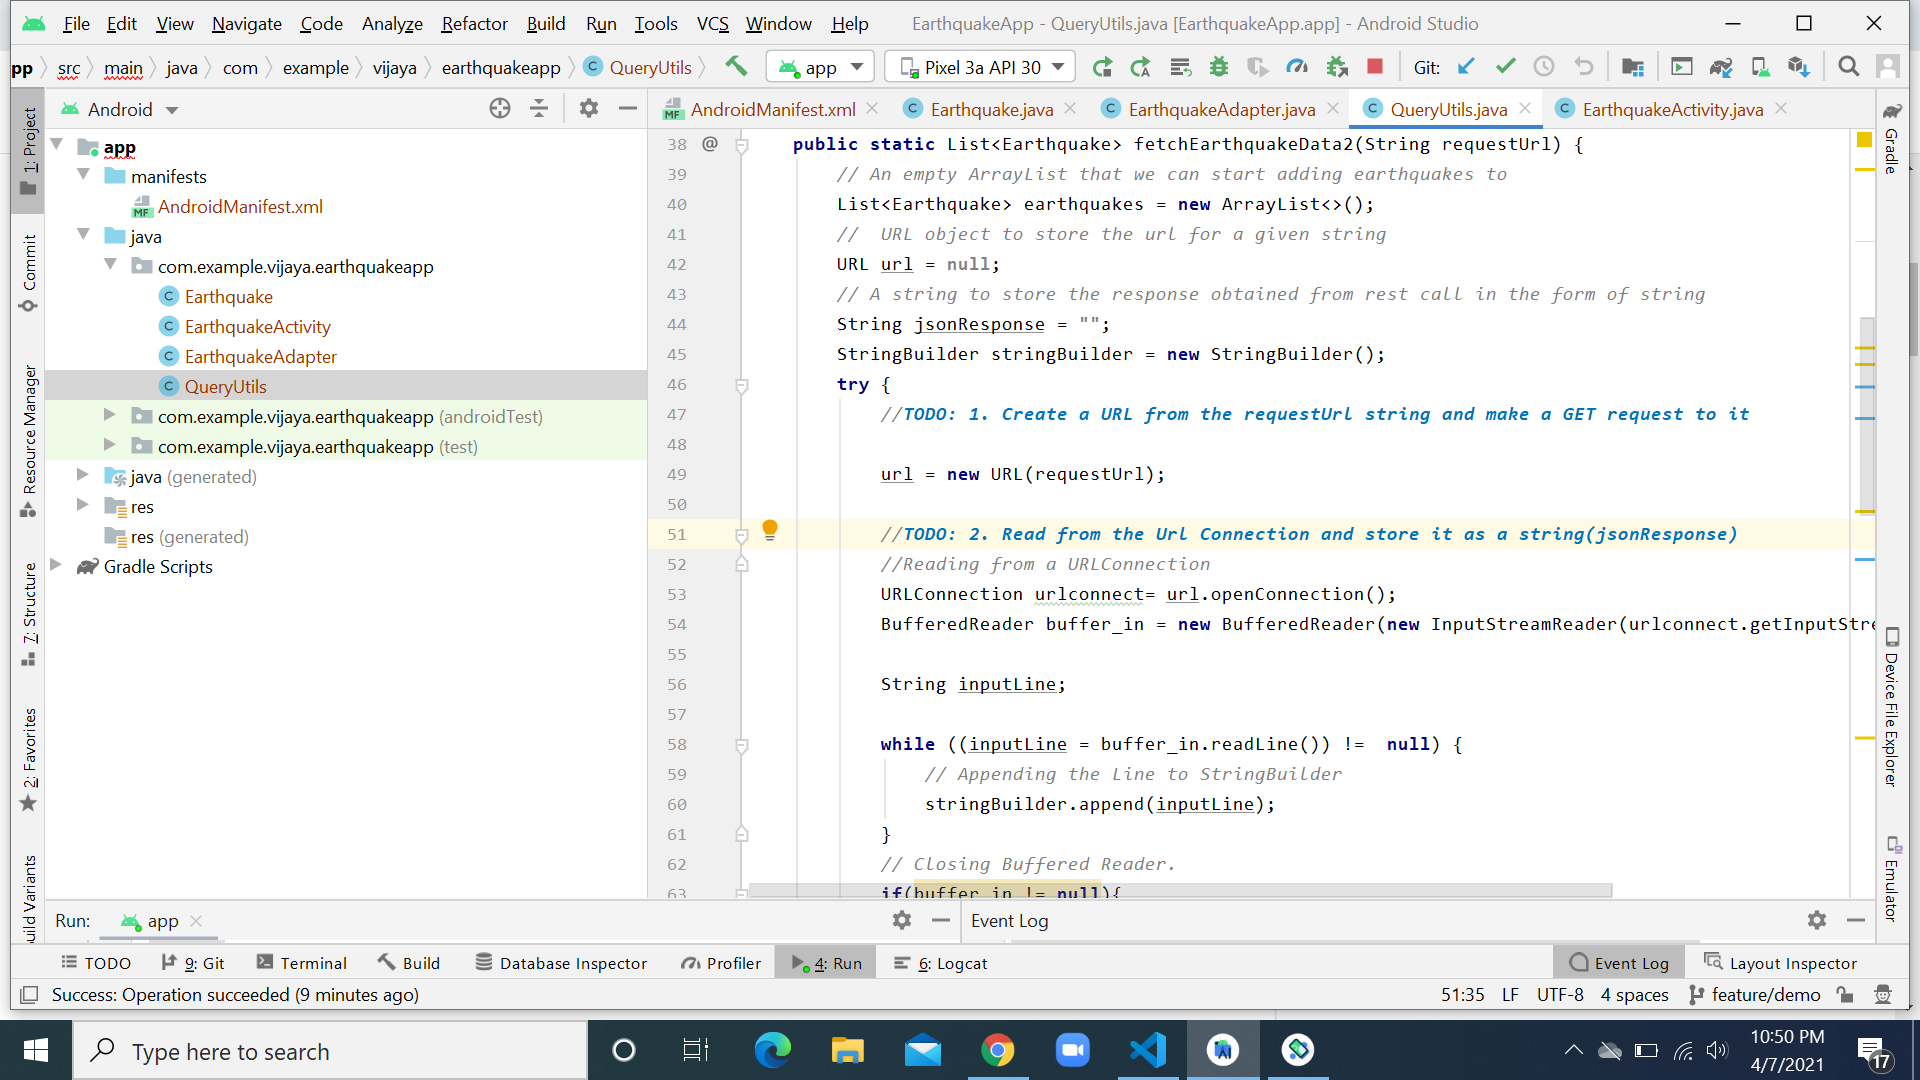 File Edit View Navigate Code Analyze Refactor Build Run Tools VCS Window Help EarthquakeApp - QueryUtils.java [EarthquakeApp.app] - Android Studio
pp src main java com example vijaya earthquakeapp QueryUtils app Pixel 3a API 30 Git:
Android
AndroidManifest.xml Earthquake.java EarthquakeAdapter.java QueryUtils.java EarthquakeActivity.java
1: Project
Commit
Resource Manager
7: Structure
2: Favorites
uild Variants
app
manifests
AndroidManifest.xml
java
com.example.vijaya.earthquakeapp
Earthquake
EarthquakeActivity
EarthquakeAdapter
QueryUtils
com.example.vijaya.earthquakeapp (androidTest)
com.example.vijaya.earthquakeapp (test)
java (generated)
res
res (generated)
Gradle Scripts
38 @ public static List<Earthquake> fetchEarthquakeData2(String requestUrl) {
39 // An empty ArrayList that we can start adding earthquakes to
40 List<Earthquake> earthquakes = new ArrayList<>();
41 //  URL object to store the url for a given string
42 URL url = null;
43 // A string to store the response obtained from rest call in the form of string
44 String jsonResponse = "";
45 StringBuilder stringBuilder = new StringBuilder();
46 try {
47 //TODO: 1. Create a URL from the requestUrl string and make a GET request to it
48
49 url = new URL(requestUrl);
50
51 //TODO: 2. Read from the Url Connection and store it as a string(jsonResponse)
52 //Reading from a URLConnection
53 URLConnection urlconnect= url.openConnection();
54 BufferedReader buffer_in = new BufferedReader(new InputStreamReader(urlconnect.getInputStre
55
56 String inputLine;
57
58 while ((inputLine = buffer_in.readLine()) !=  null) {
59 // Appending the Line to StringBuilder
60 stringBuilder.append(inputLine);
61 }
62 // Closing Buffered Reader.
63 if(buffer_in != null){
Gradle
Device File Explorer
Emulator
Run: app Event Log
TODO 9: Git Terminal Build Database Inspector Profiler 4: Run 6: Logcat Event Log Layout Inspector
Success: Operation succeeded (9 minutes ago) 51:35 LF UTF-8 4 spaces feature/demo
Type here to search
10:50 PM
4/7/2021
17